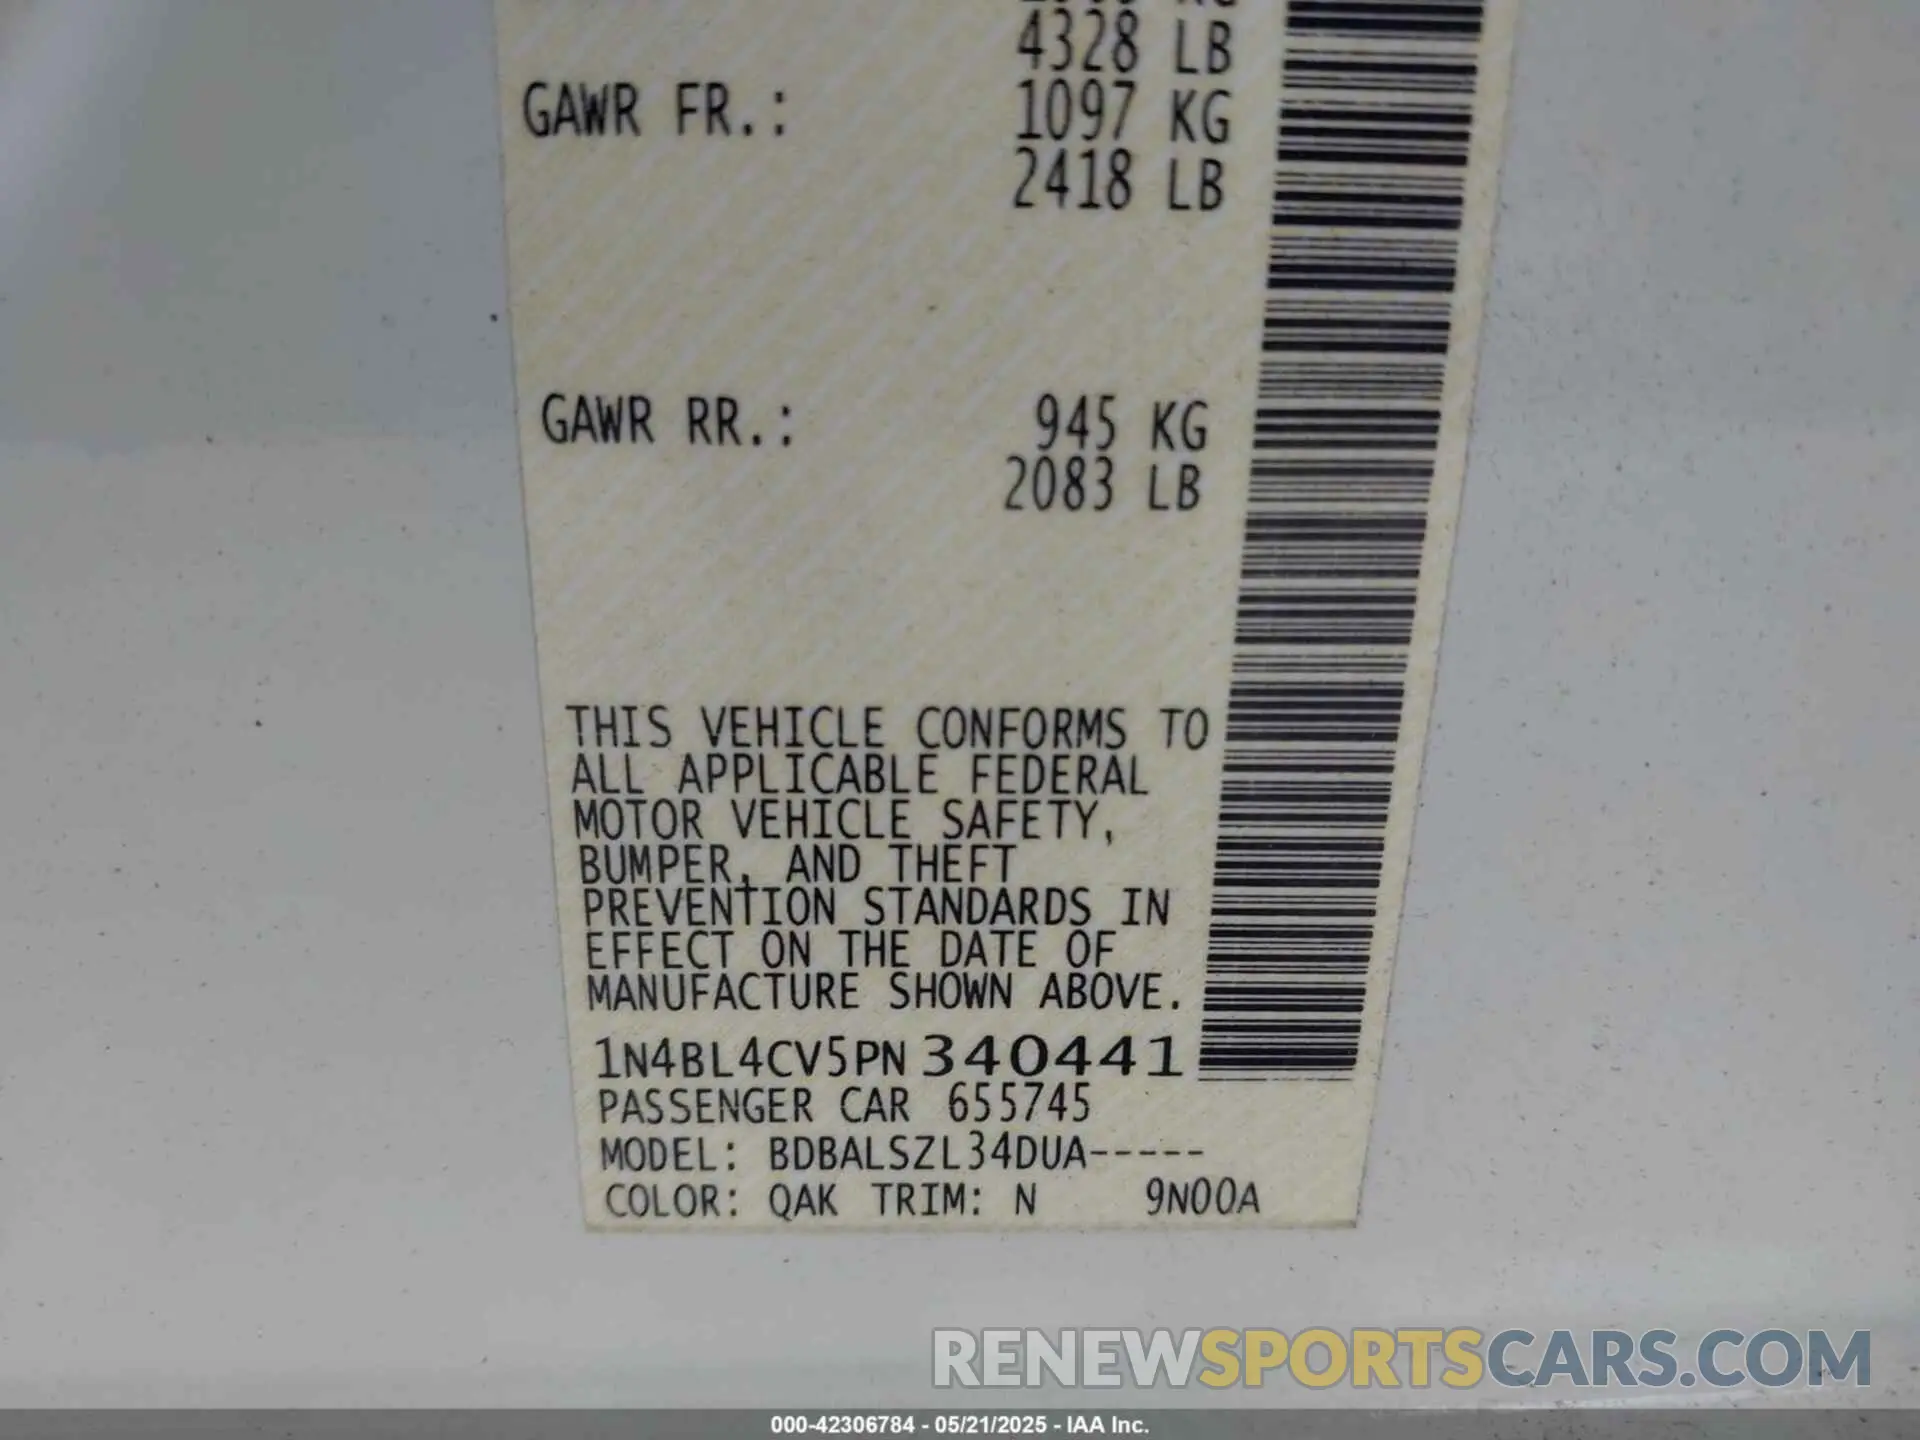 4328 LB
GAWR FR.: 1097 KG
2418 LB
GAWR RR.: 945 KG
2083 LB
THIS VEHICLE CONFORMS TO
ALL APPLICABLE FEDERAL
MOTOR VEHICLE SAFETY,
BUMPER, AND THEFT
PREVENTION STANDARDS IN
EFFECT ON THE DATE OF
MANUFACTURE SHOWN ABOVE.
1N4BL4CV5PN340441
PASSENGER CAR 655745
MODEL: BDBALSZL34DUA-----
COLOR: QAK TRIM: N 9N00A
RENEWSPORTSCARS.COM
000-42306784 - 05/21/2025 - IAA Inc.